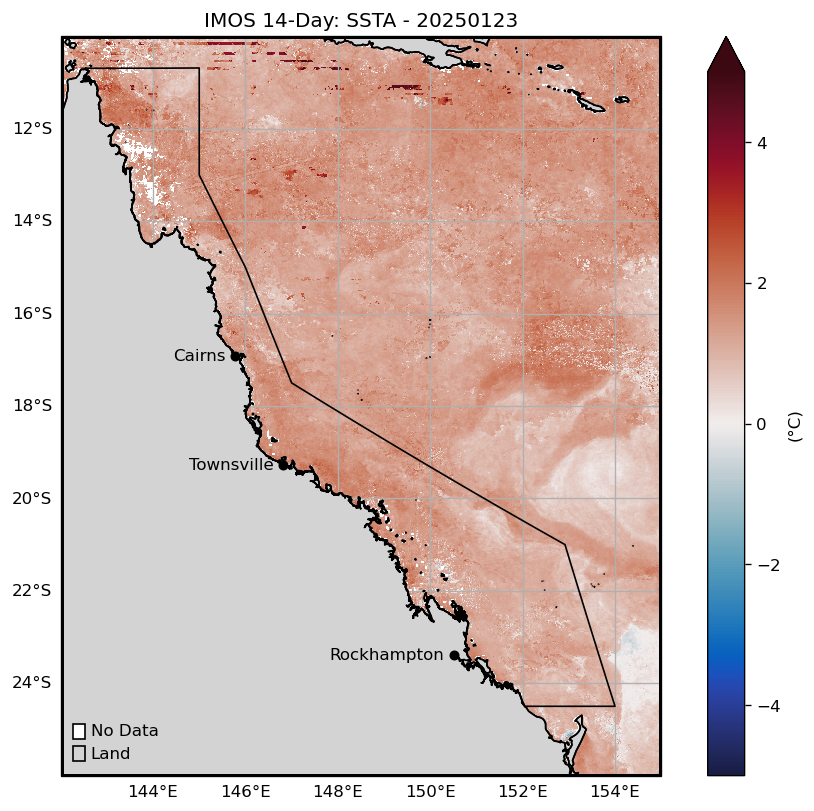 IMOS 14-Day: SSTA - 20250123
12°S
14°S
16°S
18°S
20°S
22°S
24°S
Cairns
Townsville
Rockhampton
No Data
Land
144°E 146°E 148°E 150°E 152°E 154°E
4
2
0
−2
−4
(°C)